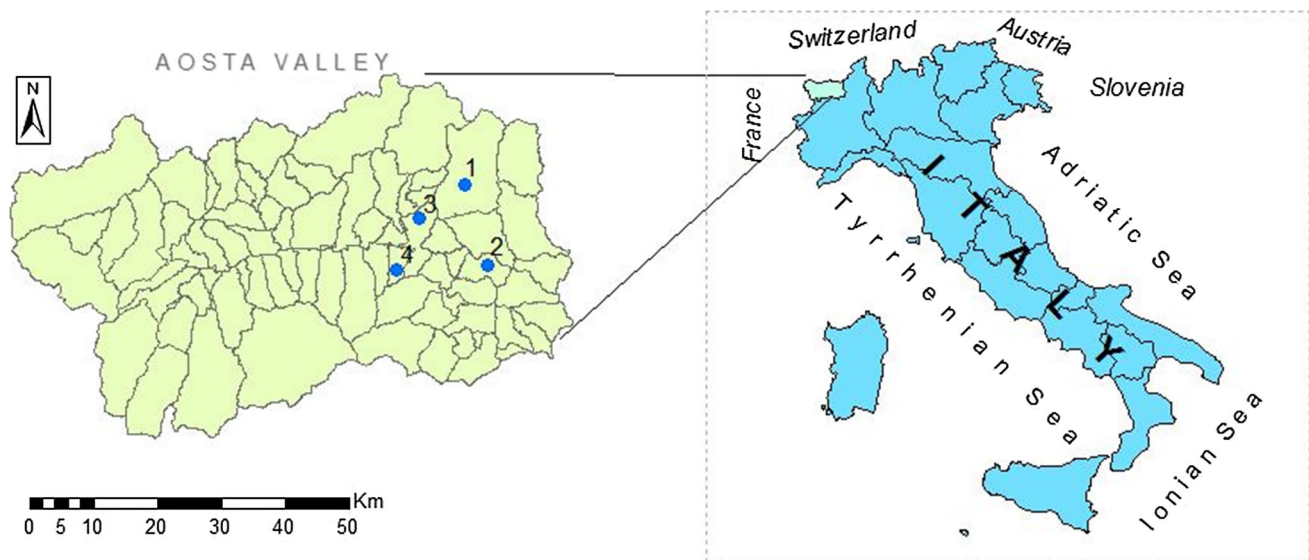 AOSTA VALLEY
N
1
3
2
4
Km
0 5 10 20 30 40 50
Switzerland
Austria
Slovenia
France
ITALY
Adriatic Sea
Tyrrhenian Sea
Ionian Sea